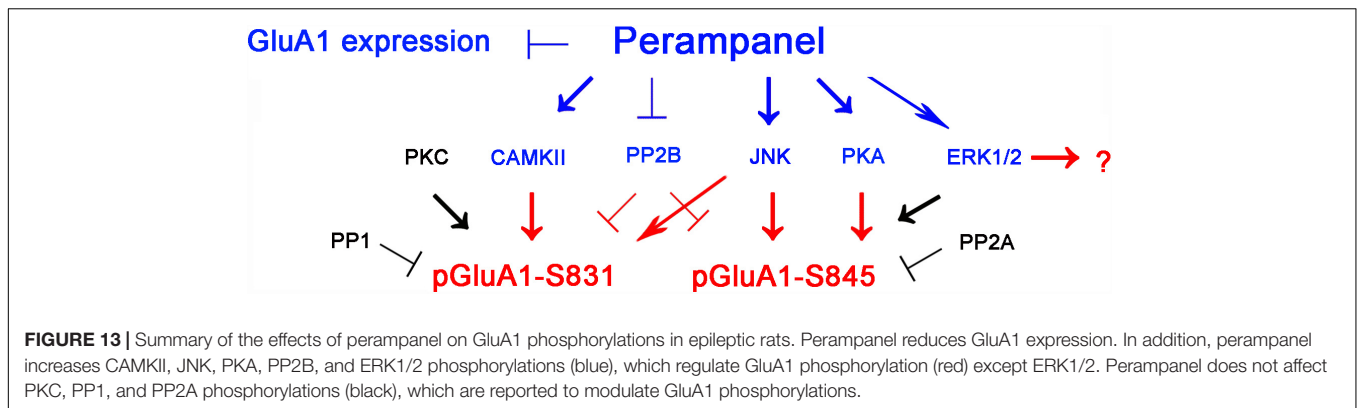 GluA1 expression Perampanel
PKC CAMKII PP2B JNK PKA ERK1/2 ?
PP1 PP2A
pGluA1-S831 pGluA1-S845
FIGURE 13 | Summary of the effects of perampanel on GluA1 phosphorylations in epileptic rats. Perampanel reduces GluA1 expression. In addition, perampanel
increases CAMKII, JNK, PKA, PP2B, and ERK1/2 phosphorylations (blue), which regulate GluA1 phosphorylation (red) except ERK1/2. Perampanel does not affect
PKC, PP1, and PP2A phosphorylations (black), which are reported to modulate GluA1 phosphorylations.